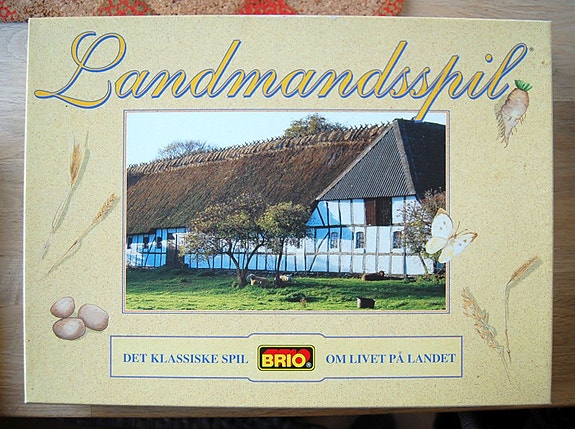 Landmandsspil®
DET KLASSISKE SPIL BRIO® OM LIVET PÅ LANDET